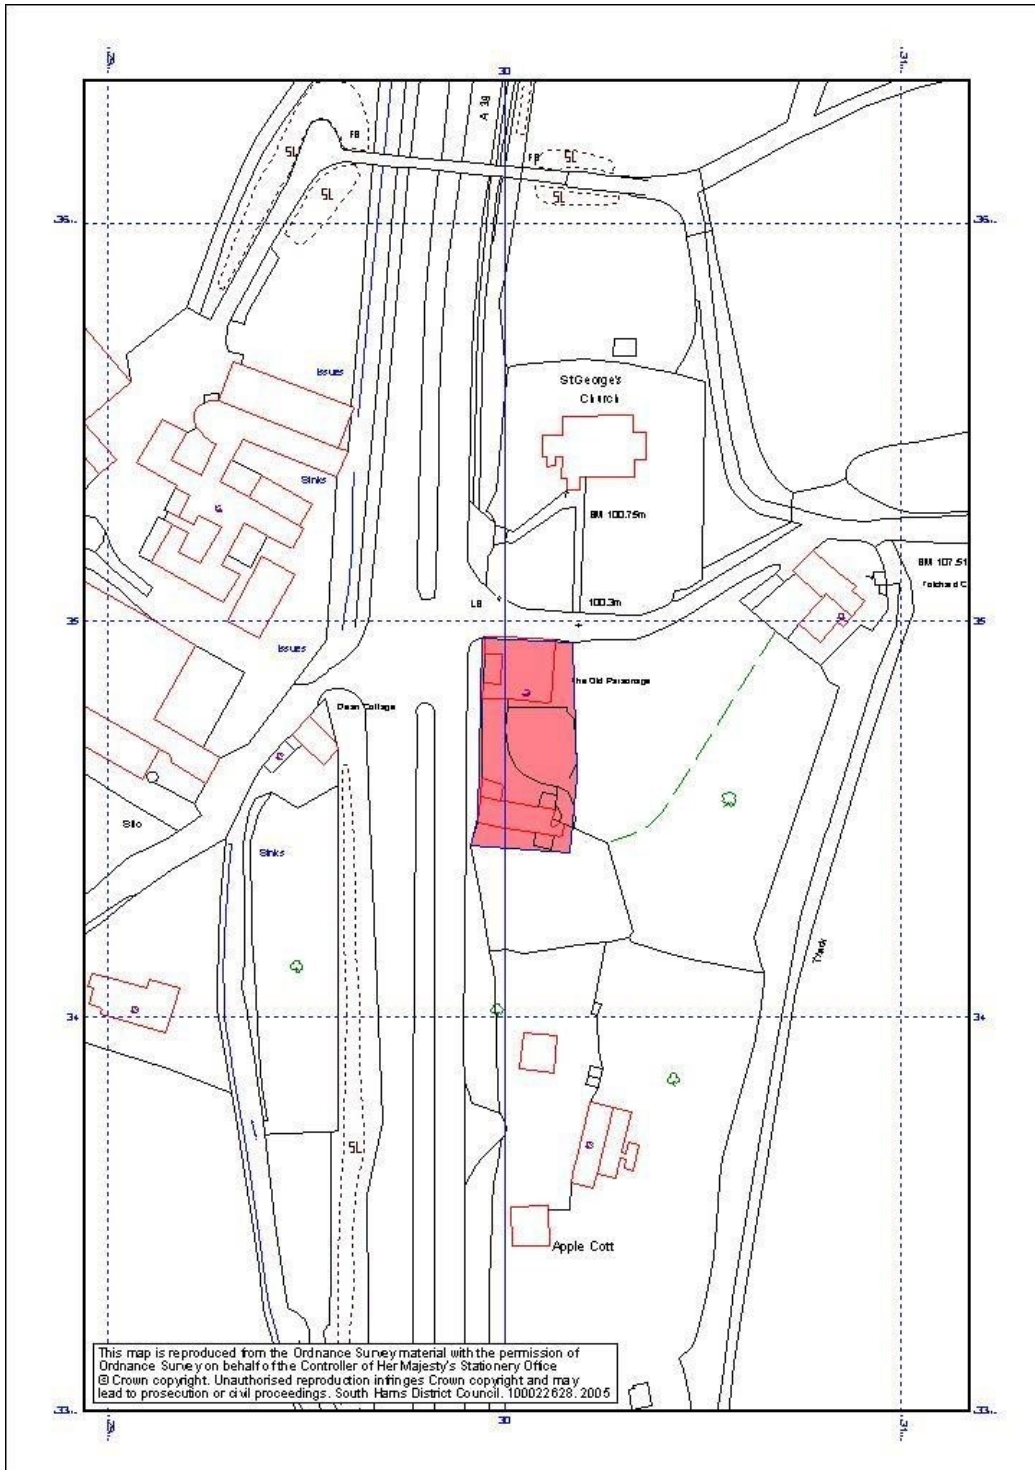 30
A 38
FB
SL
FB
SL
SL
SL
36
36
Issues
St George's
Church
Sinks
BM 100.75m
BM 107.51
LB
100.3m
35
35
Issues
The Old Parsonage
Dean Cottage
Silo
Sinks
Track
34
34
SL
Apple Cott
This map is reproduced from the Ordnance Survey material with the permission of
Ordnance Survey on behalf of the Controller of Her Majesty's Stationery Office
© Crown copyright. Unauthorised reproduction infringes Crown copyright and may
lead to prosecution or civil proceedings. South Hams District Council. 100022628. 2005
33
33
30